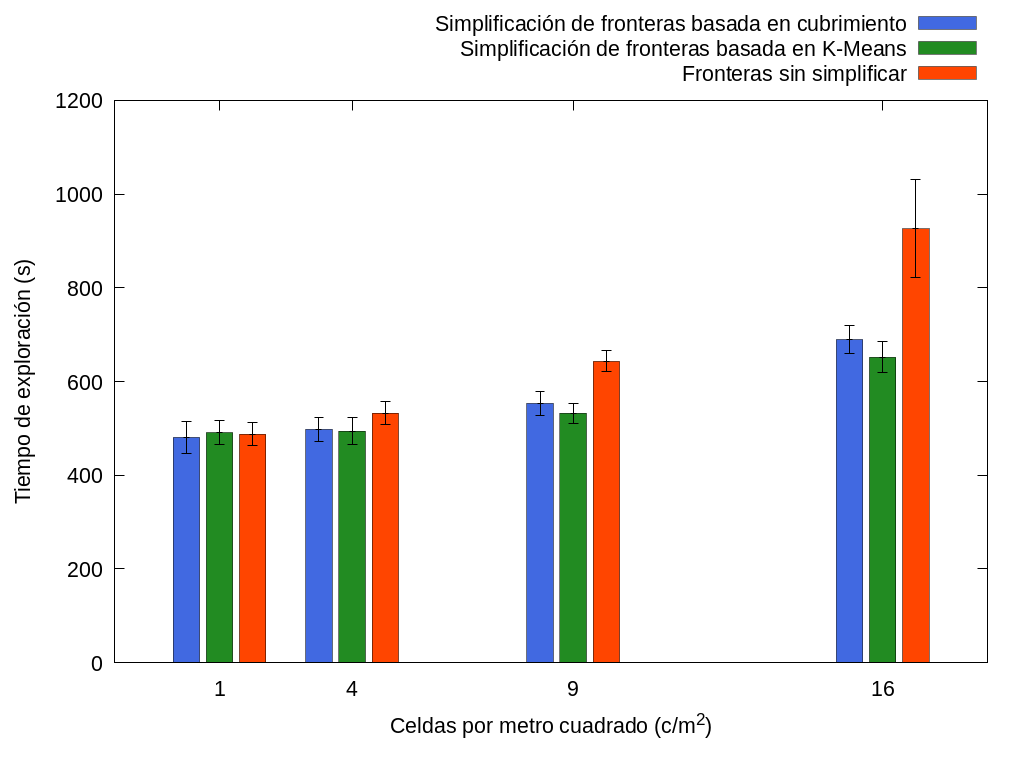 Simplificación de fronteras basada en cubrimiento
Simplificación de fronteras basada en K-Means
Fronteras sin simplificar
1200
1000
800
600
400
200
0
Tiempo de exploración (s)
1 4 9 16
Celdas por metro cuadrado (c/m²)